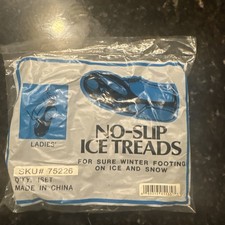 LADIES'
NO-SLIP
ICE TREADS
FOR SURE WINTER FOOTING
ON ICE AND SNOW
SKU# 75226
QTY. 1SET
MADE IN CHINA